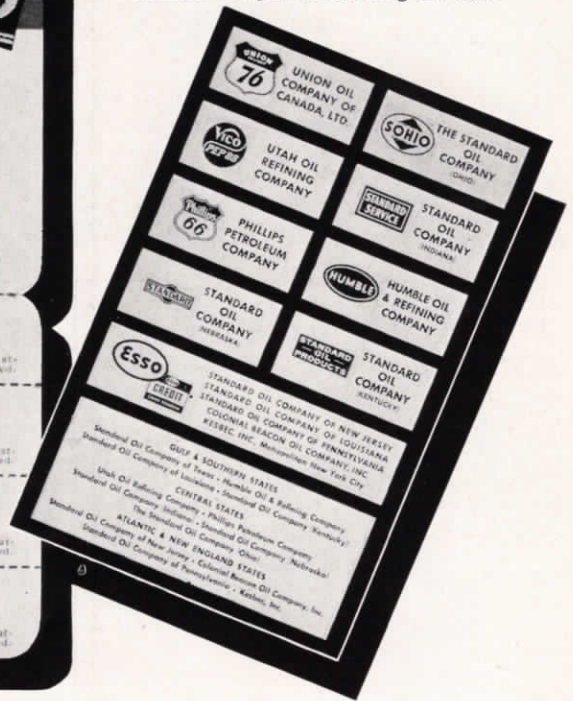 UNION
76
UNION OIL
COMPANY OF
CANADA, LTD.
SOHIO
THE STANDARD
OIL
COMPANY
(OHIO)
VICO
PEP 88
UTAH OIL
REFINING
COMPANY
STANDARD
SERVICE
STANDARD
OIL
COMPANY
(INDIANA)
Phillips
66
PHILLIPS
PETROLEUM
COMPANY
HUMBLE
HUMBLE OIL
& REFINING
COMPANY
STANDARD
STANDARD
OIL
COMPANY
(NEBRASKA)
STANDARD
OIL
PRODUCTS
STANDARD
OIL
COMPANY
(KENTUCKY)
Esso
CREDIT
STANDARD OIL COMPANY OF NEW JERSEY
STANDARD OIL COMPANY OF LOUISIANA
STANDARD OIL COMPANY OF PENNSYLVANIA
COLONIAL BEACON OIL COMPANY, INC.
KESBEC, INC., Metropolitan New York City
GULF & SOUTHERN STATES
Standard Oil Company of Texas • Humble Oil & Refining Company
Standard Oil Company of Louisiana • Standard Oil Company (Kentucky)
CENTRAL STATES
Utah Oil Refining Company • Phillips Petroleum Company
Standard Oil Company (Indiana) • Standard Oil Company (Nebraska)
The Standard Oil Company (Ohio)
ATLANTIC & NEW ENGLAND STATES
Standard Oil Company of New Jersey • Colonial Beacon Oil Company, Inc.
Standard Oil Company of Pennsylvania • Kesbec, Inc.